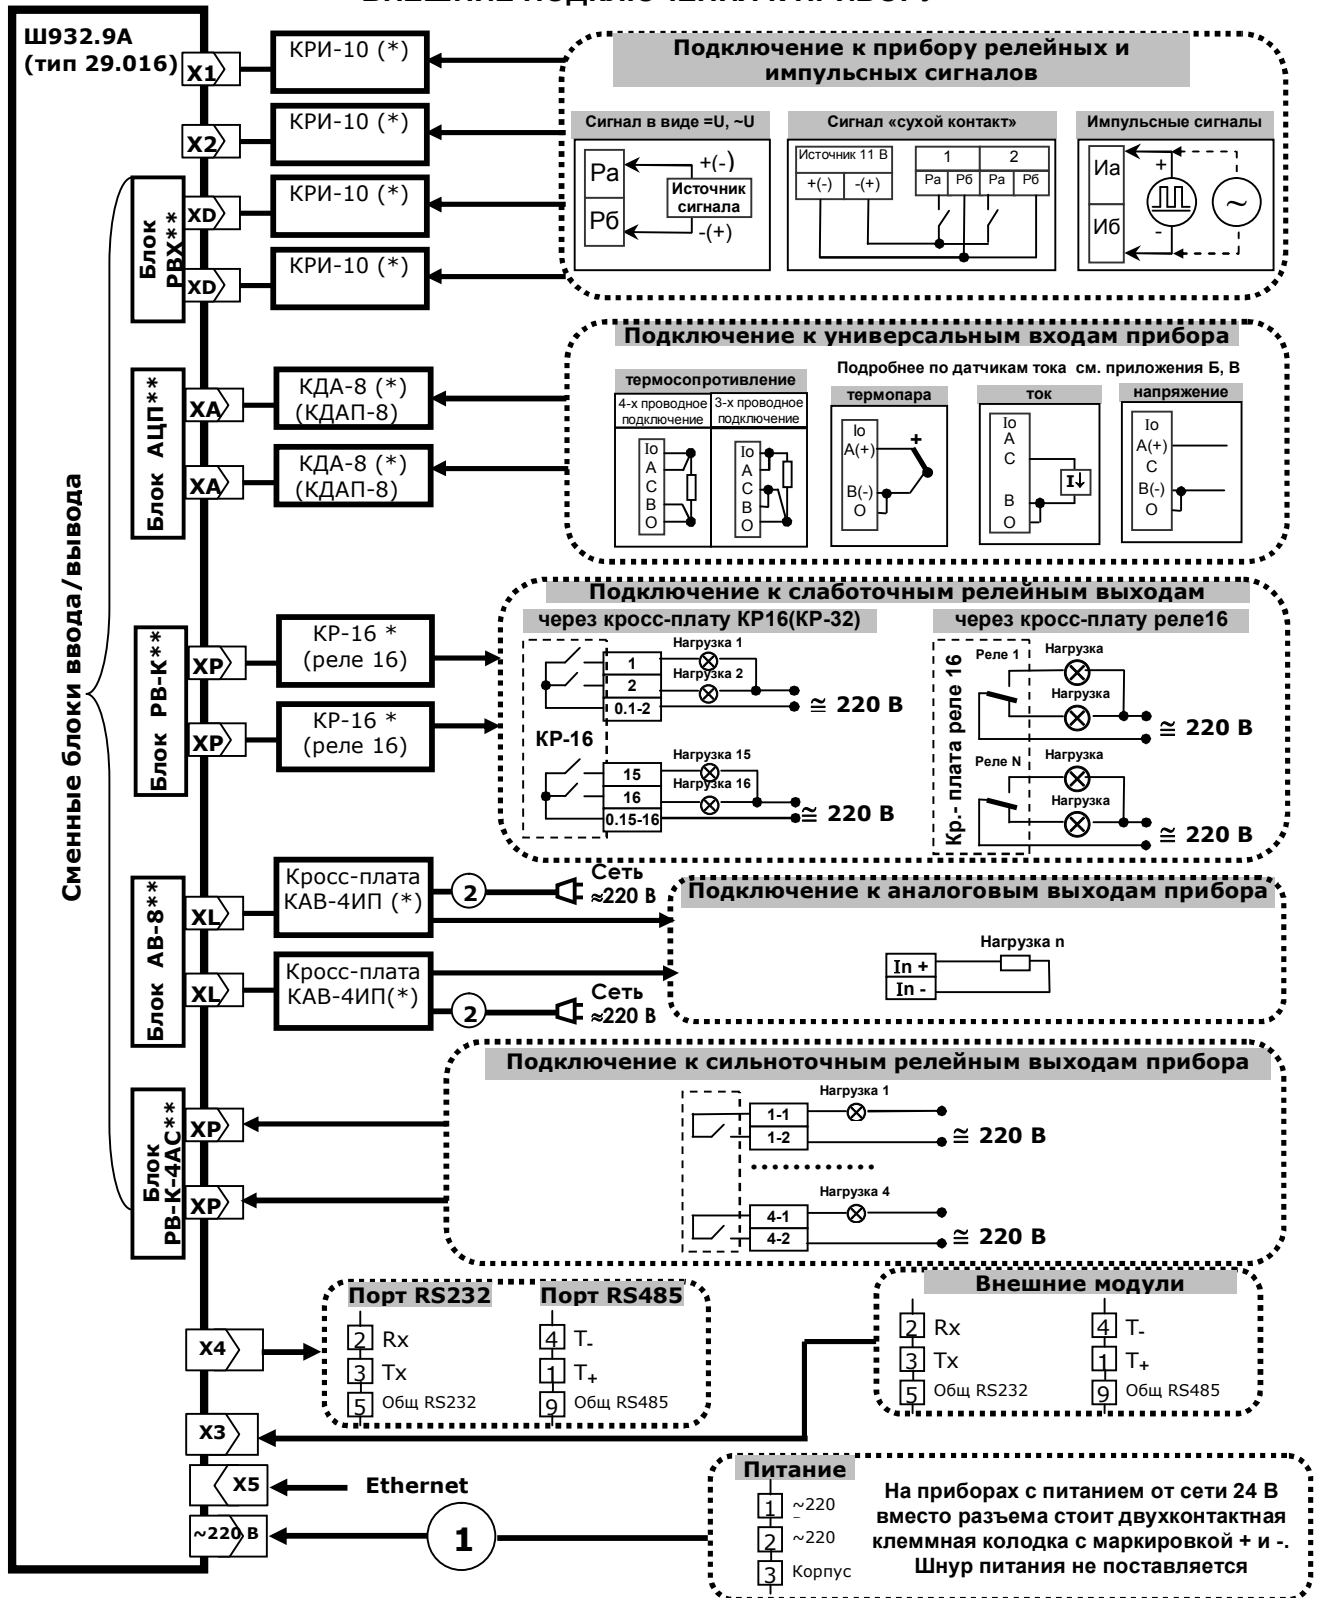 Ш932.9А
(тип 29.016)
X1
КРИ-10 (*)
X2
КРИ-10 (*)
Блок
РВХ**
XD
КРИ-10 (*)
XD
КРИ-10 (*)
Подключение к прибору релейных и
импульсных сигналов
Сигнал в виде =U, ~U
Ра
Рб
+(-)
Источник
сигнала
-(+)
Сигнал «сухой контакт»
Источник 11 В
+(-)
-(+)
1
2
Ра
Рб
Ра
Рб
Импульсные сигналы
Иа
Иб
+
-
~
Сменные блоки ввода/вывода
Блок АЦП**
XA
КДА-8 (*)
(КДАП-8)
XA
КДА-8 (*)
(КДАП-8)
Подключение к универсальным входам прибора
Подробнее по датчикам тока см. приложения Б, В
термосопротивление
4-х проводное
подключение
Io
A
C
B
O
3-х проводное
подключение
Io
A
C
B
O
термопара
Io
A(+)
B(-)
O
+
ток
Io
A
C
B
O
I↓
напряжение
Io
A(+)
C
B(-)
O
Блок РВ-К**
XP
КР-16 *
(реле 16)
XP
КР-16 *
(реле 16)
Подключение к слаботочным релейным выходам
через кросс-плату КР16(КР-32)
Нагрузка 1
1
Нагрузка 2
2
0.1-2
≅ 220 В
КР-16
Нагрузка 15
15
Нагрузка 16
16
0.15-16
≅ 220 В
через кросс-плату реле16
Кр.- плата реле 16
Реле 1
Нагрузка
Нагрузка
≅ 220 В
Реле N
Нагрузка
Нагрузка
≅ 220 В
Блок АВ-8**
XL
Кросс-плата
КАВ-4ИП (*)
2
Сеть
≈220 В
XL
Кросс-плата
КАВ-4ИП(*)
2
Сеть
≈220 В
Подключение к аналоговым выходам прибора
Нагрузка n
In +
In -
Блок
РВ-К-4АС**
XP
XP
Подключение к сильноточным релейным выходам прибора
Нагрузка 1
1-1
1-2
≅ 220 В
Нагрузка 4
4-1
4-2
≅ 220 В
X4
Порт RS232
2 Rx
3 Tx
5 Общ RS232
Порт RS485
4 T-
1 T+
9 Общ RS485
Внешние модули
2 Rx
3 Tx
5 Общ RS232
4 T-
1 T+
9 Общ RS485
X3
X5
Ethernet
~220 В
1
Питание
1 ~220
2 ~220
3 Корпус
На приборах с питанием от сети 24 В
вместо разъема стоит двухконтактная
клеммная колодка с маркировкой + и -.
Шнур питания не поставляется